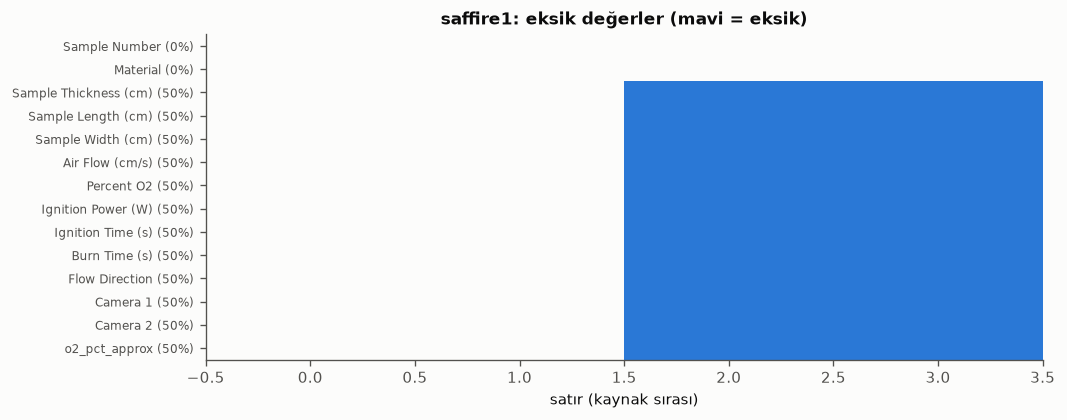 saffire1: eksik değerler (mavi = eksik)
Sample Number (0%)
Material (0%)
Sample Thickness (cm) (50%)
Sample Length (cm) (50%)
Sample Width (cm) (50%)
Air Flow (cm/s) (50%)
Percent O2 (50%)
Ignition Power (W) (50%)
Ignition Time (s) (50%)
Burn Time (s) (50%)
Flow Direction (50%)
Camera 1 (50%)
Camera 2 (50%)
o2_pct_approx (50%)
−0.5 0.0 0.5 1.0 1.5 2.0 2.5 3.0 3.5
satır (kaynak sırası)